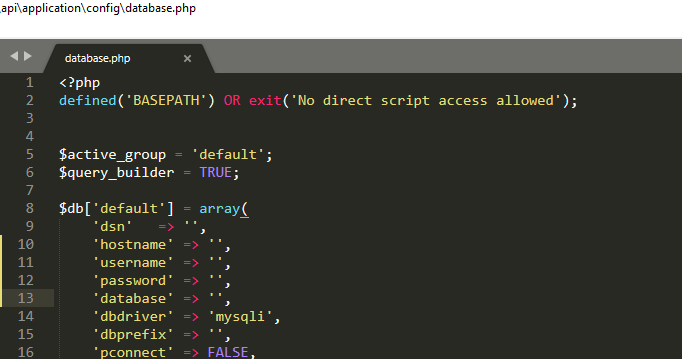 \api\application\config\database.php
database.php ×
1 <?php
2 defined('BASEPATH') OR exit('No direct script access allowed');
3
4
5 $active_group = 'default';
6 $query_builder = TRUE;
7
8 $db['default'] = array(
9     'dsn'   => '',
10     'hostname' => '',
11     'username' => '',
12     'password' => '',
13     'database' => '',
14     'dbdriver' => 'mysqli',
15     'dbprefix' => '',
16     'pconnect' => FALSE,